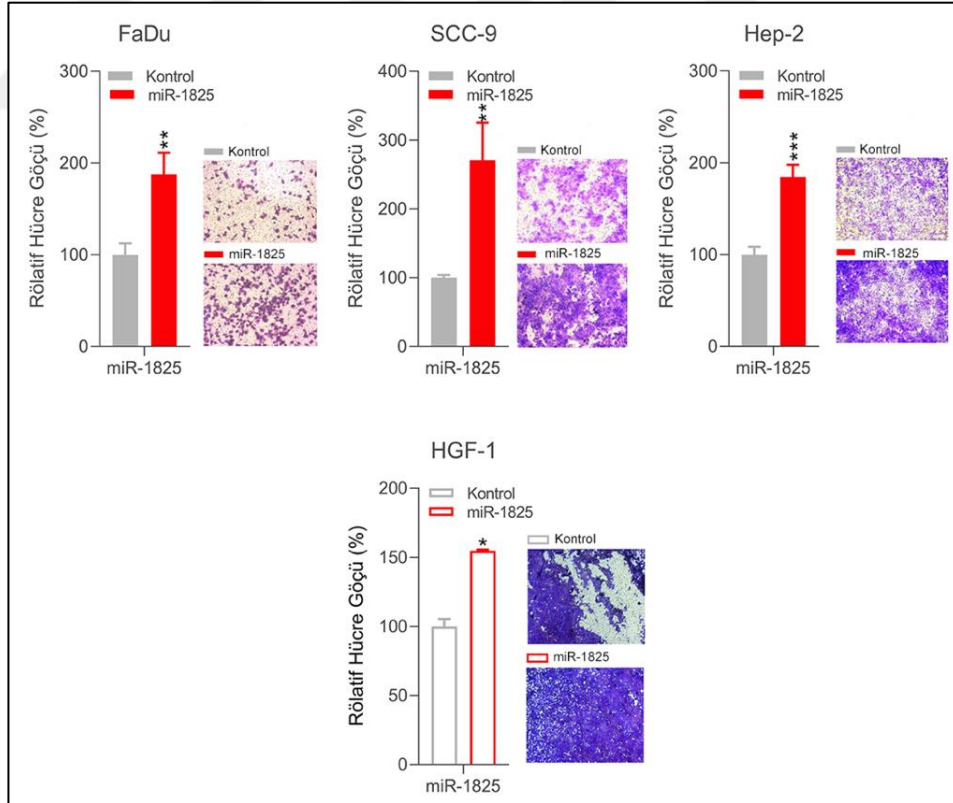 FaDu
300
200
100
0
Rölatif Hücre Göçü (%)
Kontrol
miR-1825
**
Kontrol
miR-1825
miR-1825
SCC-9
400
300
200
100
0
Rölatif Hücre Göçü (%)
Kontrol
miR-1825
**
Kontrol
miR-1825
miR-1825
Hep-2
300
200
100
0
Rölatif Hücre Göçü (%)
Kontrol
miR-1825
***
Kontrol
miR-1825
miR-1825
HGF-1
200
150
100
50
0
Rölatif Hücre Göçü (%)
Kontrol
miR-1825
*
Kontrol
miR-1825
miR-1825